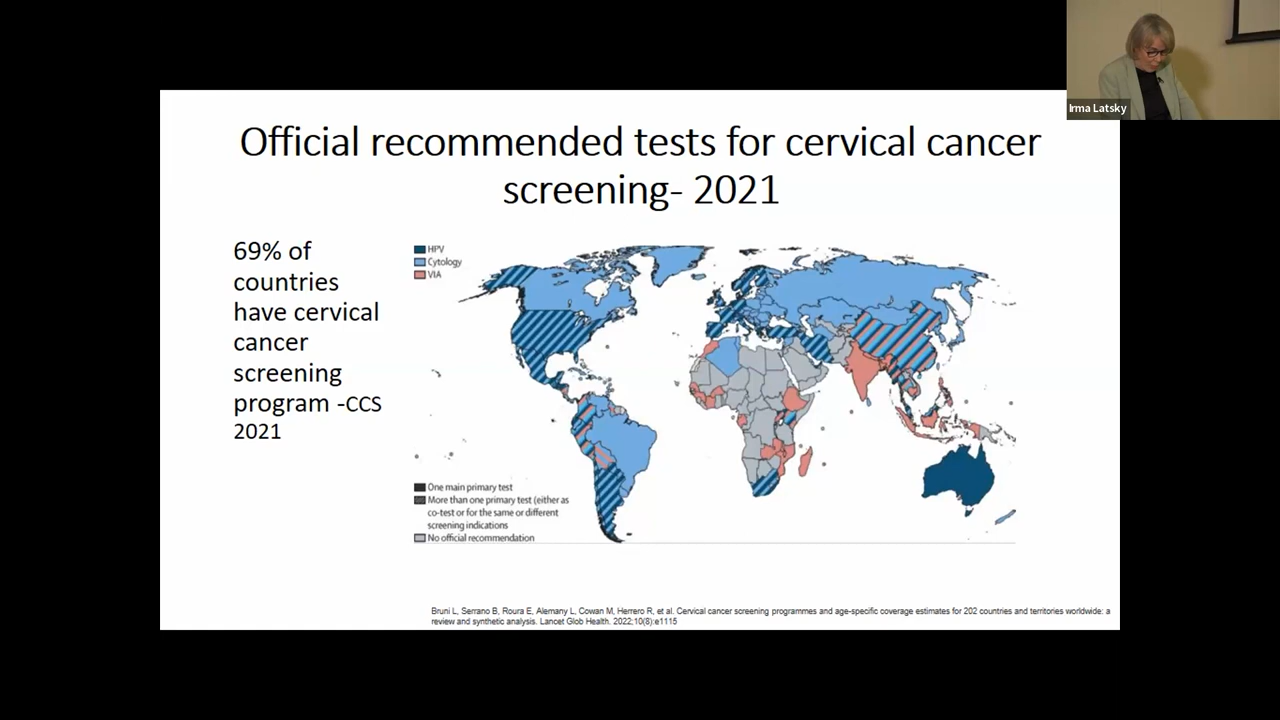 Irma Latsky
Official recommended tests for cervical cancer
screening- 2021
69% of
countries
have cervical
cancer
screening
program -CCS
2021
HPV
Cytology
VIA
One main primary test
More than one primary test (either as
co-test or for the same or different
screening indications
No official recommendation
Bruni L, Serrano B, Roura E, Alemany L, Cowan M, Herrero R, et al. Cervical cancer screening programmes and age-specific coverage estimates for 202 countries and territories worldwide: a
review and synthetic analysis. Lancet Glob Health. 2022;10(8):e1115